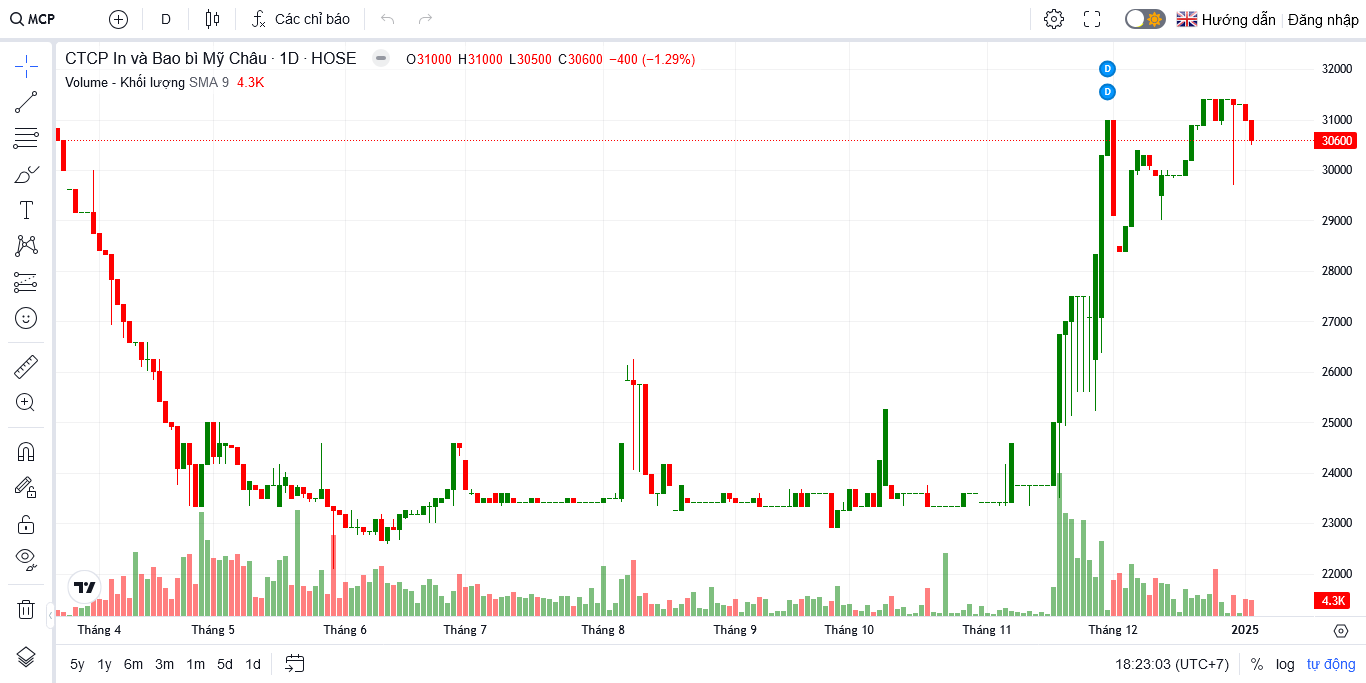 MCP D Các chỉ báo Hướng dẫn Đăng nhập
CTCP In và Bao bì Mỹ Châu · 1D · HOSE O31000 H31000 L30500 C30600 −400 (−1.29%)
Volume - Khối lượng SMA 9 4.3K
D
D
32000
31000
30600
30000
29000
28000
27000
26000
25000
24000
23000
22000
4.3K
Tháng 4 Tháng 5 Tháng 6 Tháng 7 Tháng 8 Tháng 9 Tháng 10 Tháng 11 Tháng 12 2025
5y 1y 6m 3m 1m 5d 1d 18:23:03 (UTC+7) % log tự động